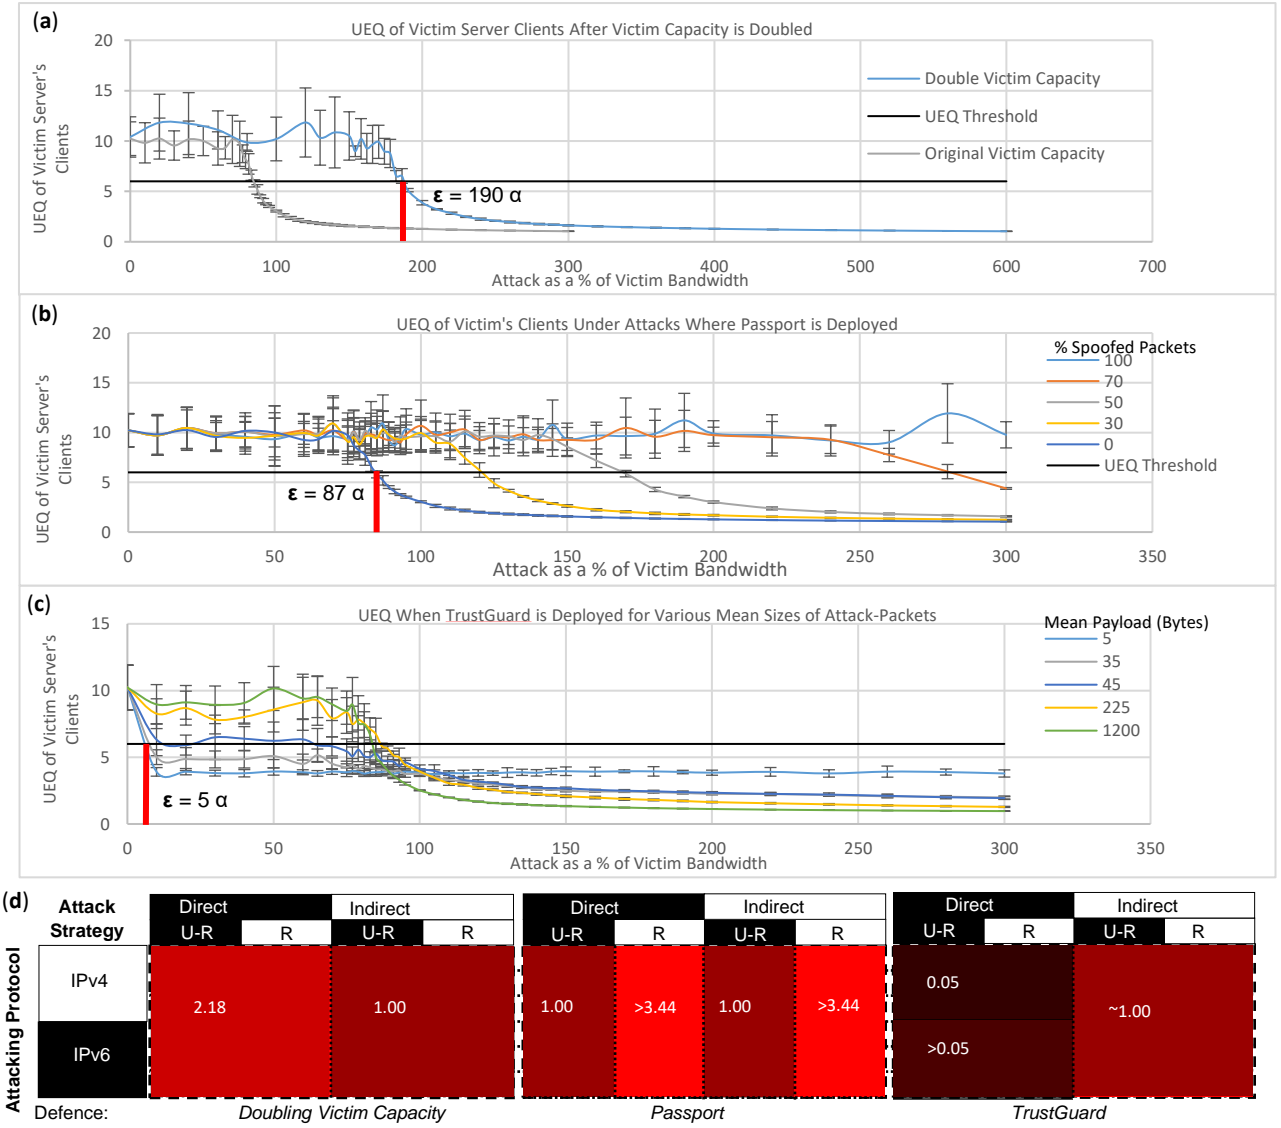 (a)
UEQ of Victim Server Clients After Victim Capacity is Doubled
UEQ of Victim Server's
Clients
20
15
10
5
0
Double Victim Capacity
UEQ Threshold
Original Victim Capacity
ε = 190 α
0 100 200 300 400 500 600 700
Attack as a % of Victim Bandwidth
(b)
UEQ of Victim's Clients Under Attacks Where Passport is Deployed
UEQ of Victim Server's
Clients
20
15
10
5
0
% Spoofed Packets
100
70
50
30
0
UEQ Threshold
ε = 87 α
0 50 100 150 200 250 300 350
Attack as a % of Victim Bandwidth
(c)
UEQ When TrustGuard is Deployed for Various Mean Sizes of Attack-Packets
UEQ of Victim Server's
Clients
15
10
5
0
Mean Payload (Bytes)
5
35
45
225
1200
ε = 5 α
0 50 100 150 200 250 300 350
Attack as a % of Victim Bandwidth
(d)
Attack
Strategy
Direct Indirect Direct Indirect Direct Indirect
U-R R U-R R U-R R U-R R U-R R U-R R
Attacking Protocol
IPv4
IPv6
2.18 1.00 1.00 >3.44 1.00 >3.44 0.05 ~1.00
>0.05
Defence: Doubling Victim Capacity Passport TrustGuard